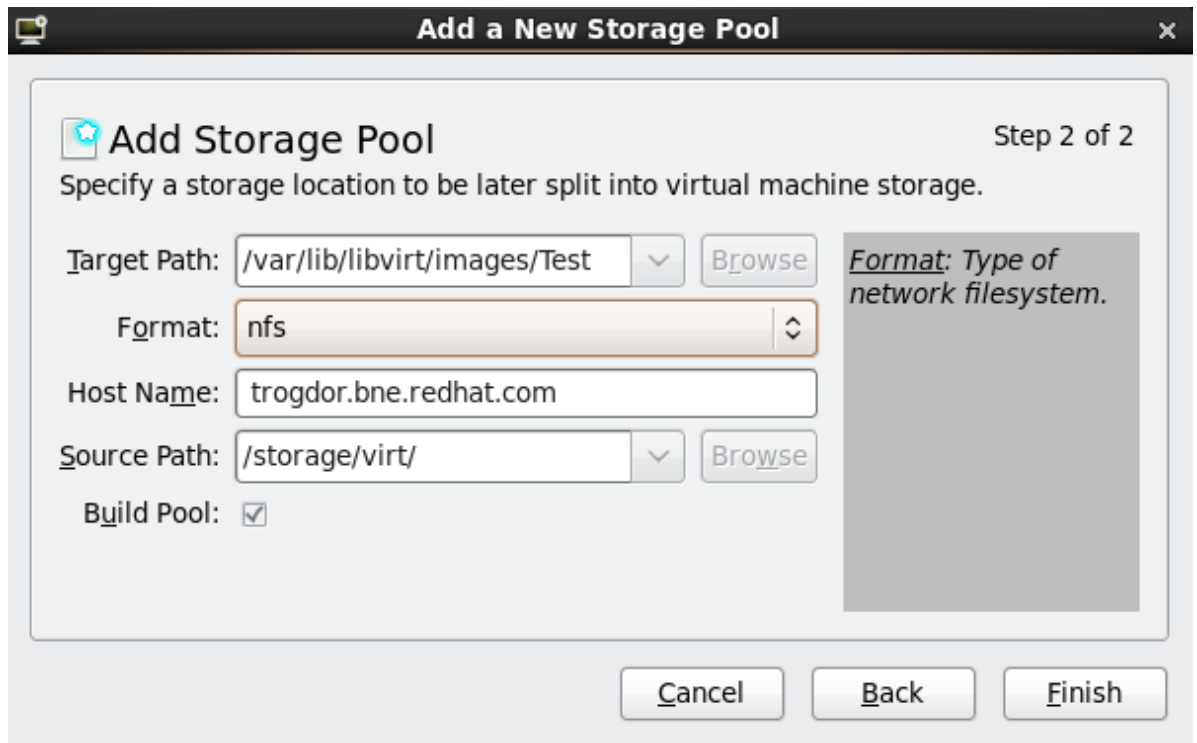 Add a New Storage Pool
Add Storage Pool
Step 2 of 2
Specify a storage location to be later split into virtual machine storage.
Target Path: /var/lib/libvirt/images/Test Browse
Format: nfs
Host Name: trogdor.bne.redhat.com
Source Path: /storage/virt/ Browse
Build Pool:
Format: Type of
network filesystem.
Cancel Back Finish